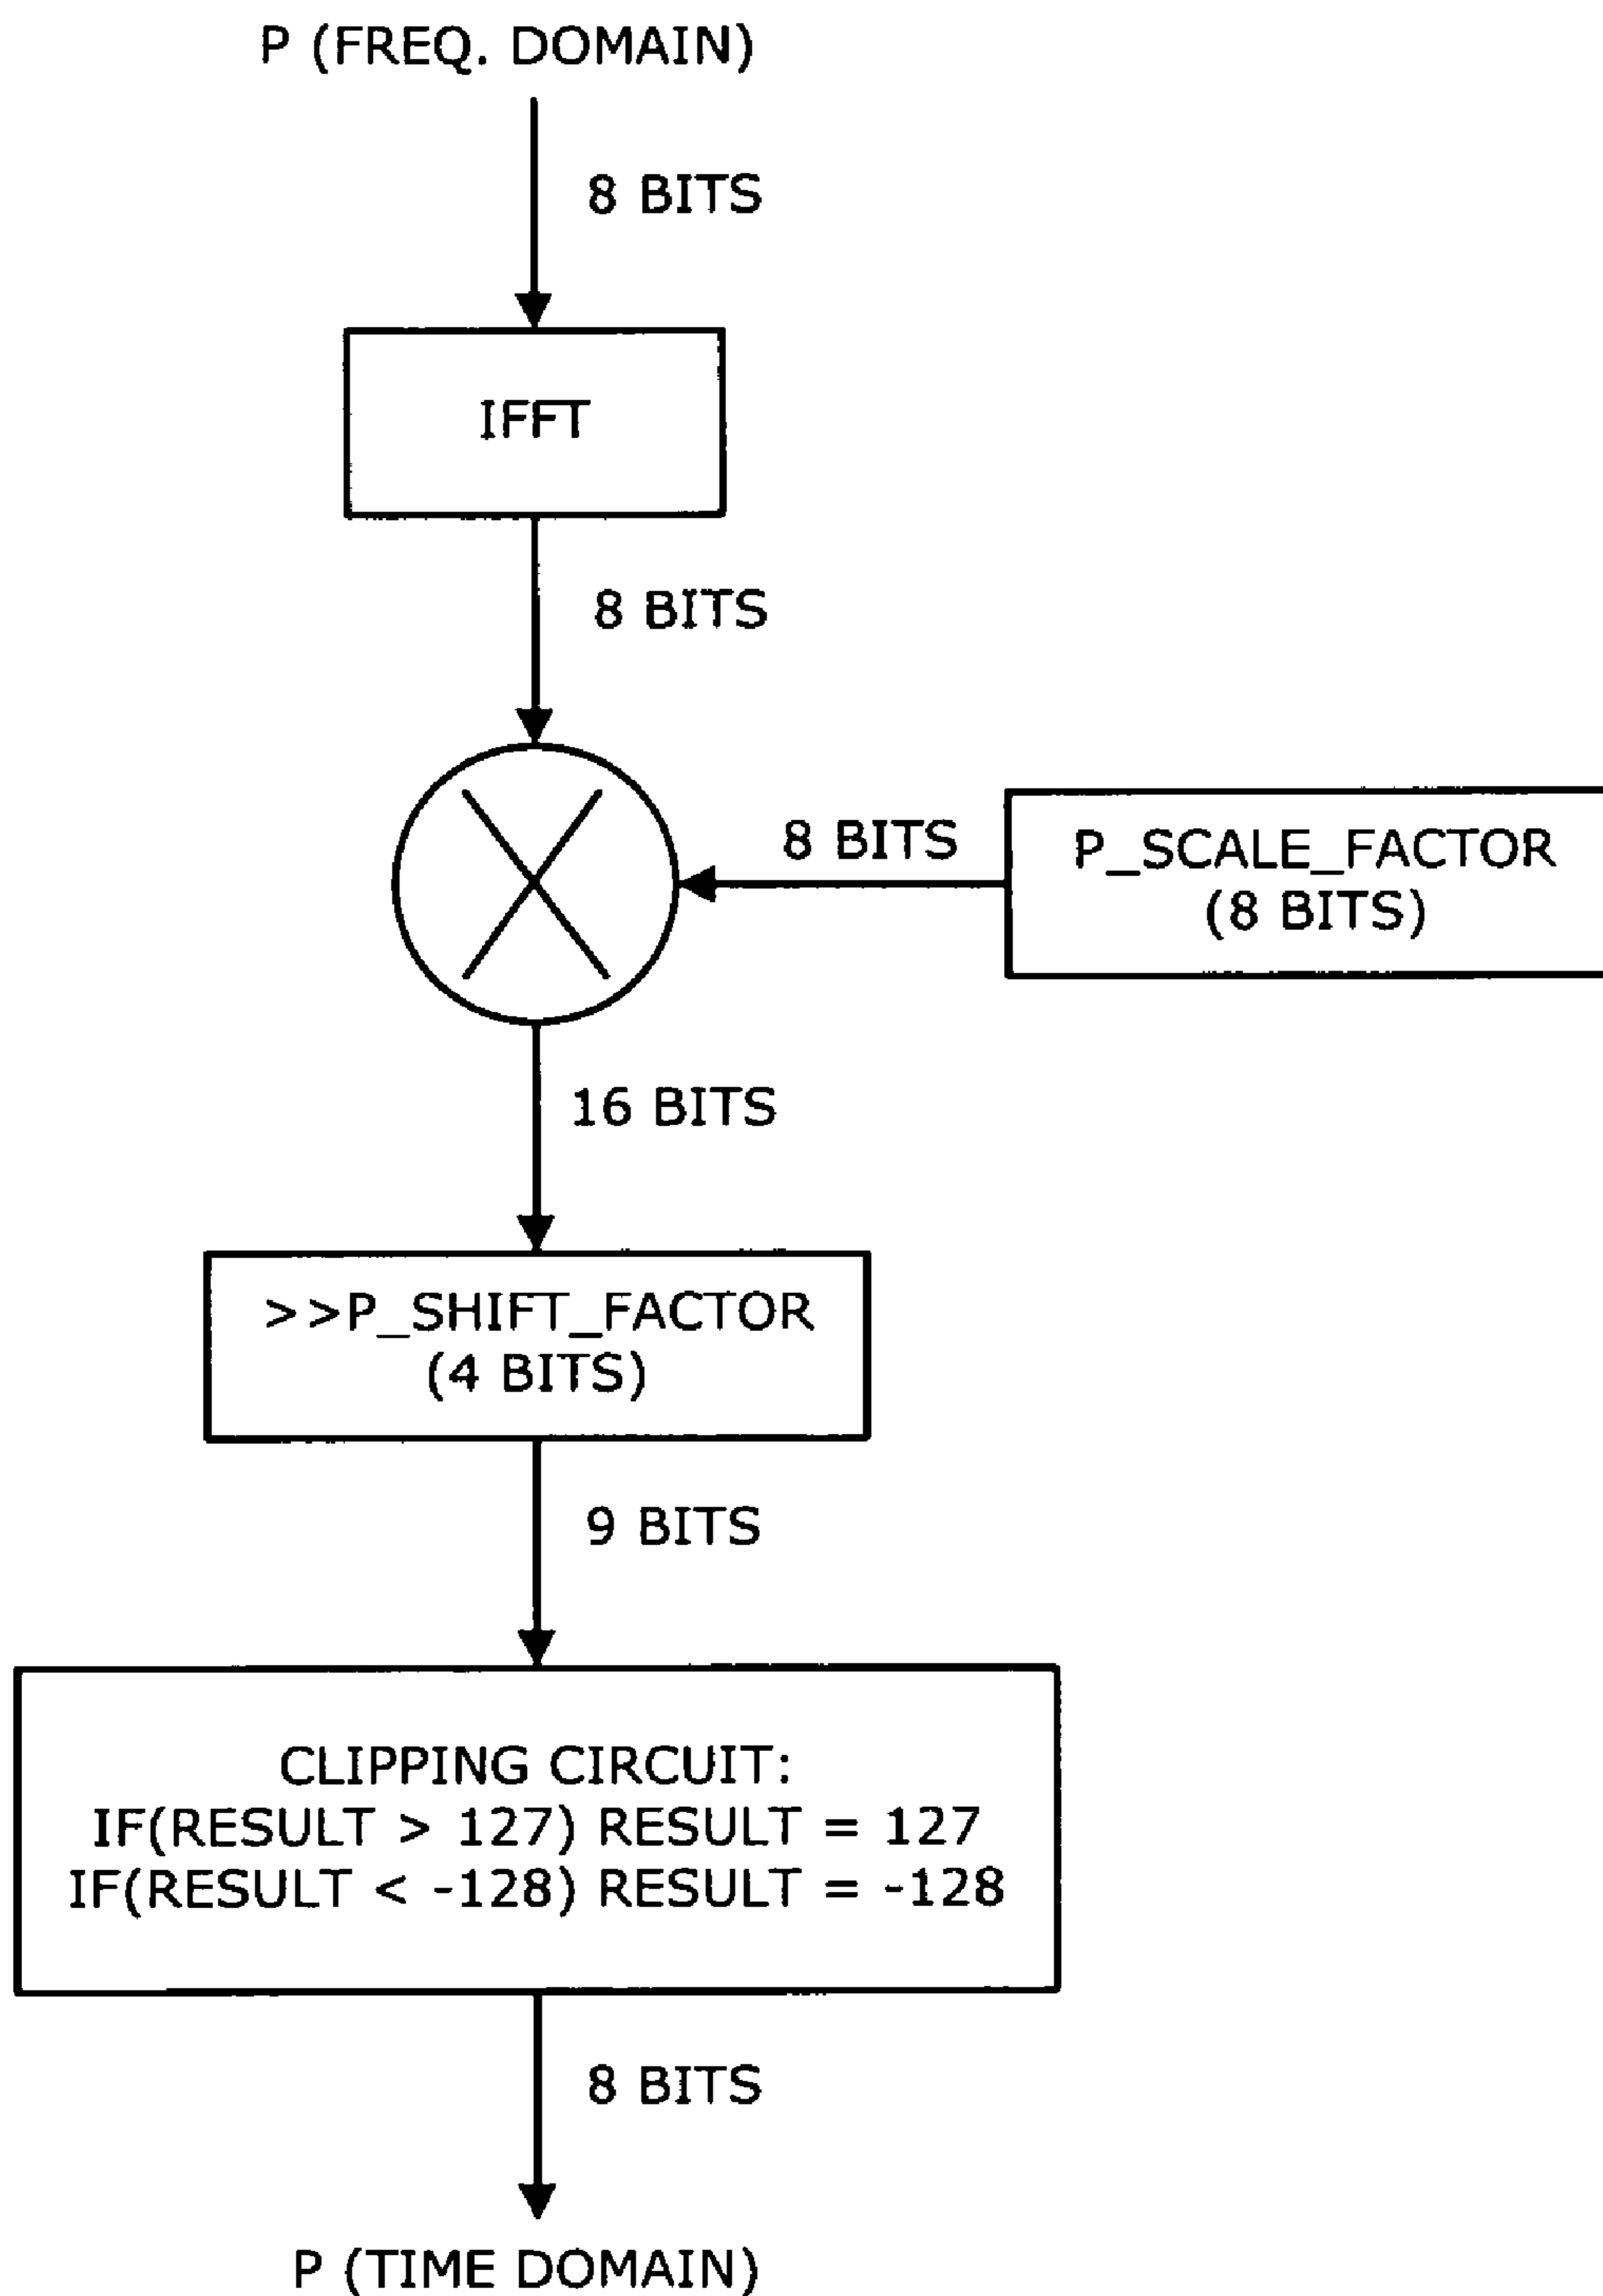 P (FREQ. DOMAIN)
8 BITS
IFFT
8 BITS
8 BITS
P_SCALE_FACTOR
(8 BITS)
16 BITS
>>P_SHIFT_FACTOR
(4 BITS)
9 BITS
CLIPPING CIRCUIT:
IF(RESULT > 127) RESULT = 127
IF(RESULT < -128) RESULT = -128
8 BITS
P (TIME DOMAIN)